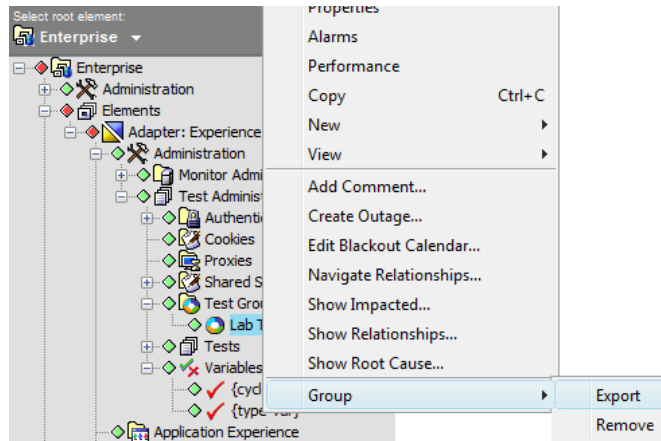 Select root element:
Enterprise
Enterprise
Administration
Elements
Adapter: Experience
Administration
Monitor Admi
Test Adminis
Authenti
Cookies
Proxies
Shared S
Test Grou
Lab T
Tests
Variables
{cycl
{type var}
Application Experience
Properties
Alarms
Performance
Copy Ctrl+C
New
View
Add Comment...
Create Outage...
Edit Blackout Calendar...
Navigate Relationships...
Show Impacted...
Show Relationships...
Show Root Cause...
Group
Export
Remove